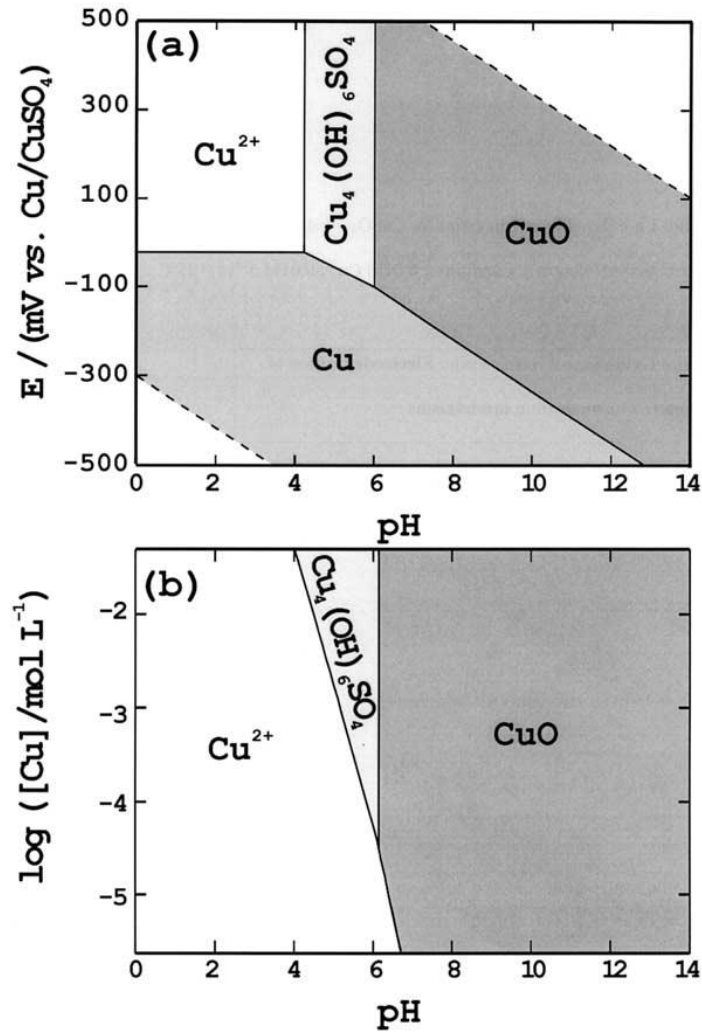 (a)
E / (mV vs. Cu/CuSO₄)
500
300
100
-100
-300
-500
Cu²⁺
Cu₄(OH)₆SO₄
CuO
Cu
0 2 4 6 8 10 12 14
pH
(b)
log ([Cu]/mol L⁻¹)
-2
-3
-4
-5
Cu₄(OH)₆SO₄
Cu²⁺
CuO
0 2 4 6 8 10 12 14
pH